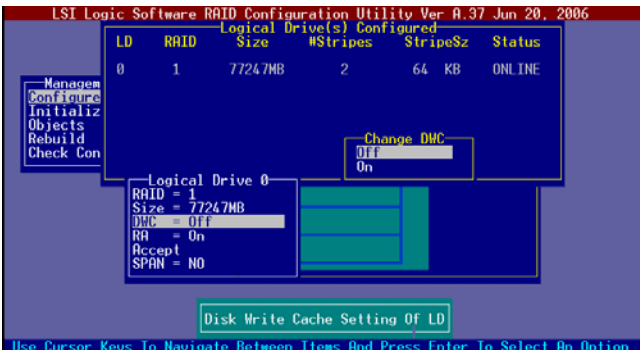 LSI Logic Software RAID Configuration Utility Ver A.37 Jun 20, 2006
Logical Drive(s) Configured
LD RAID Size #Stripes StripeSz Status
0 1 77247MB 2 64 KB ONLINE
Managem
Configure
Initializ
Objects
Rebuild
Check Con
Change DWC
Off
On
Logical Drive 0
RAID = 1
Size = 77247MB
DWC = Off
RA = On
Accept
SPAN = NO
Disk Write Cache Setting Of LD
Use Cursor Keys To Navigate Between Items And Press Enter To Select An Option